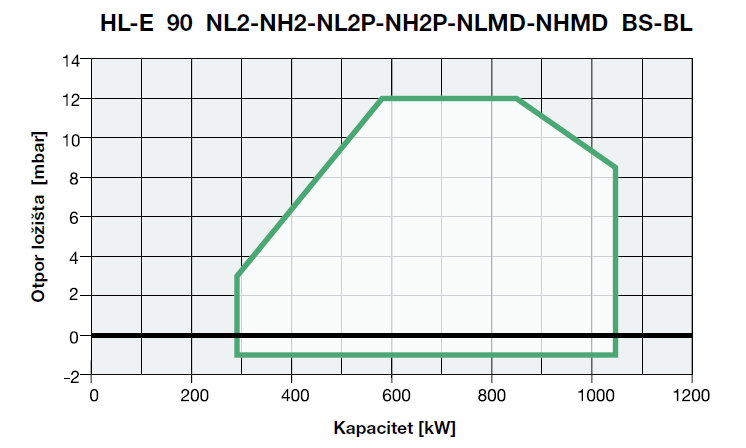 HL-E 90 NL2-NH2-NL2P-NH2P-NLMD-NHMD BS-BL
14
12
10
8
6
4
2
0
-2
Otpor ložišta [mbar]
0 200 400 600 800 1000 1200
Kapacitet [kW]